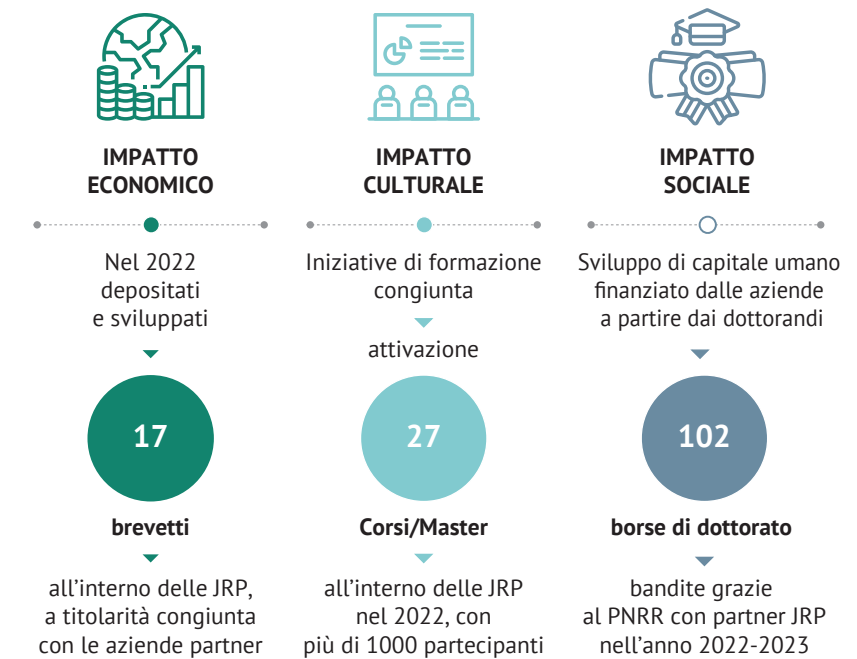 IMPATTO
ECONOMICO
Nel 2022
depositati
e sviluppati
17
brevetti
all'interno delle JRP,
a titolarità congiunta
con le aziende partner
IMPATTO
CULTURALE
Iniziative di formazione
congiunta
attivazione
27
Corsi/Master
all'interno delle JRP
nel 2022, con
più di 1000 partecipanti
IMPATTO
SOCIALE
Sviluppo di capitale umano
finanziato dalle aziende
a partire dai dottorandi
102
borse di dottorato
bandite grazie
al PNRR con partner JRP
nell'anno 2022-2023